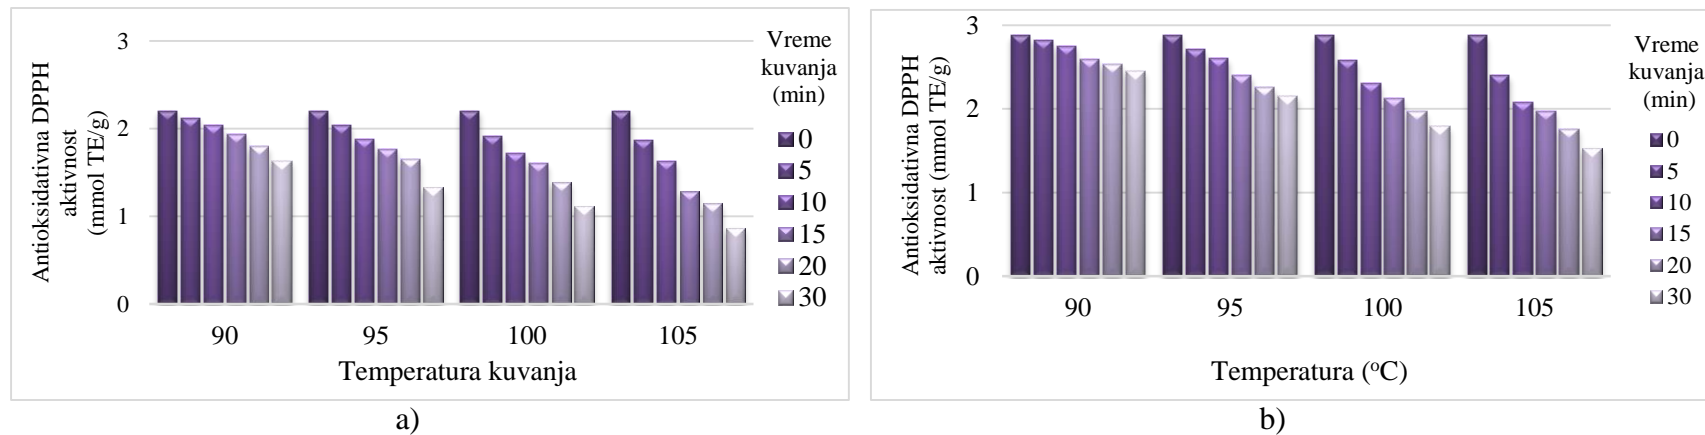 Antioksidativna DPPH
aktivnost
(mmol TE/g)
3
2
1
0
90
95
100
105
Temperatura kuvanja
Vreme
kuvanja
(min)
0
5
10
15
20
30
a)
Antioksidativna DPPH
aktivnost (mmol TE/g)
3
2
1
0
90
95
100
105
Temperatura (°C)
Vreme
kuvanja
(min)
0
5
10
15
20
30
b)